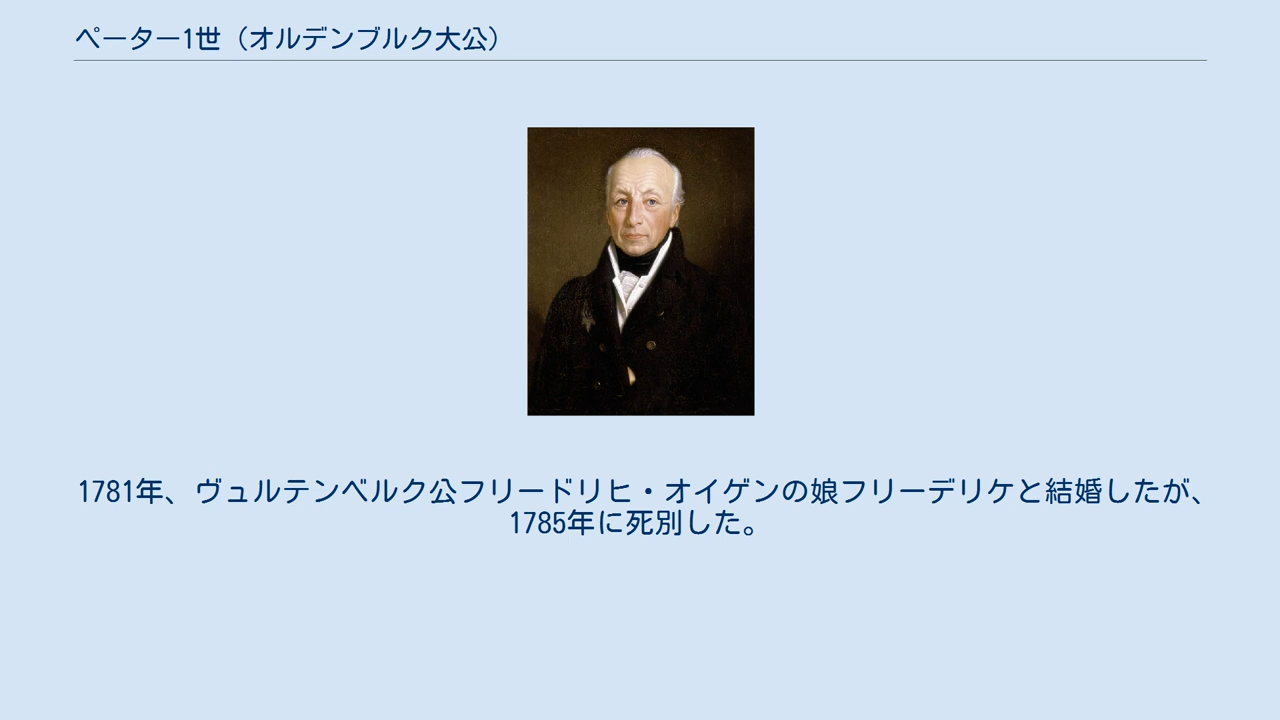 ペーター1世（オルデンブルク大公）
1781年、ヴュルテンベルク公フリードリヒ・オイゲンの娘フリーデリケと結婚したが、
1785年に死別した。